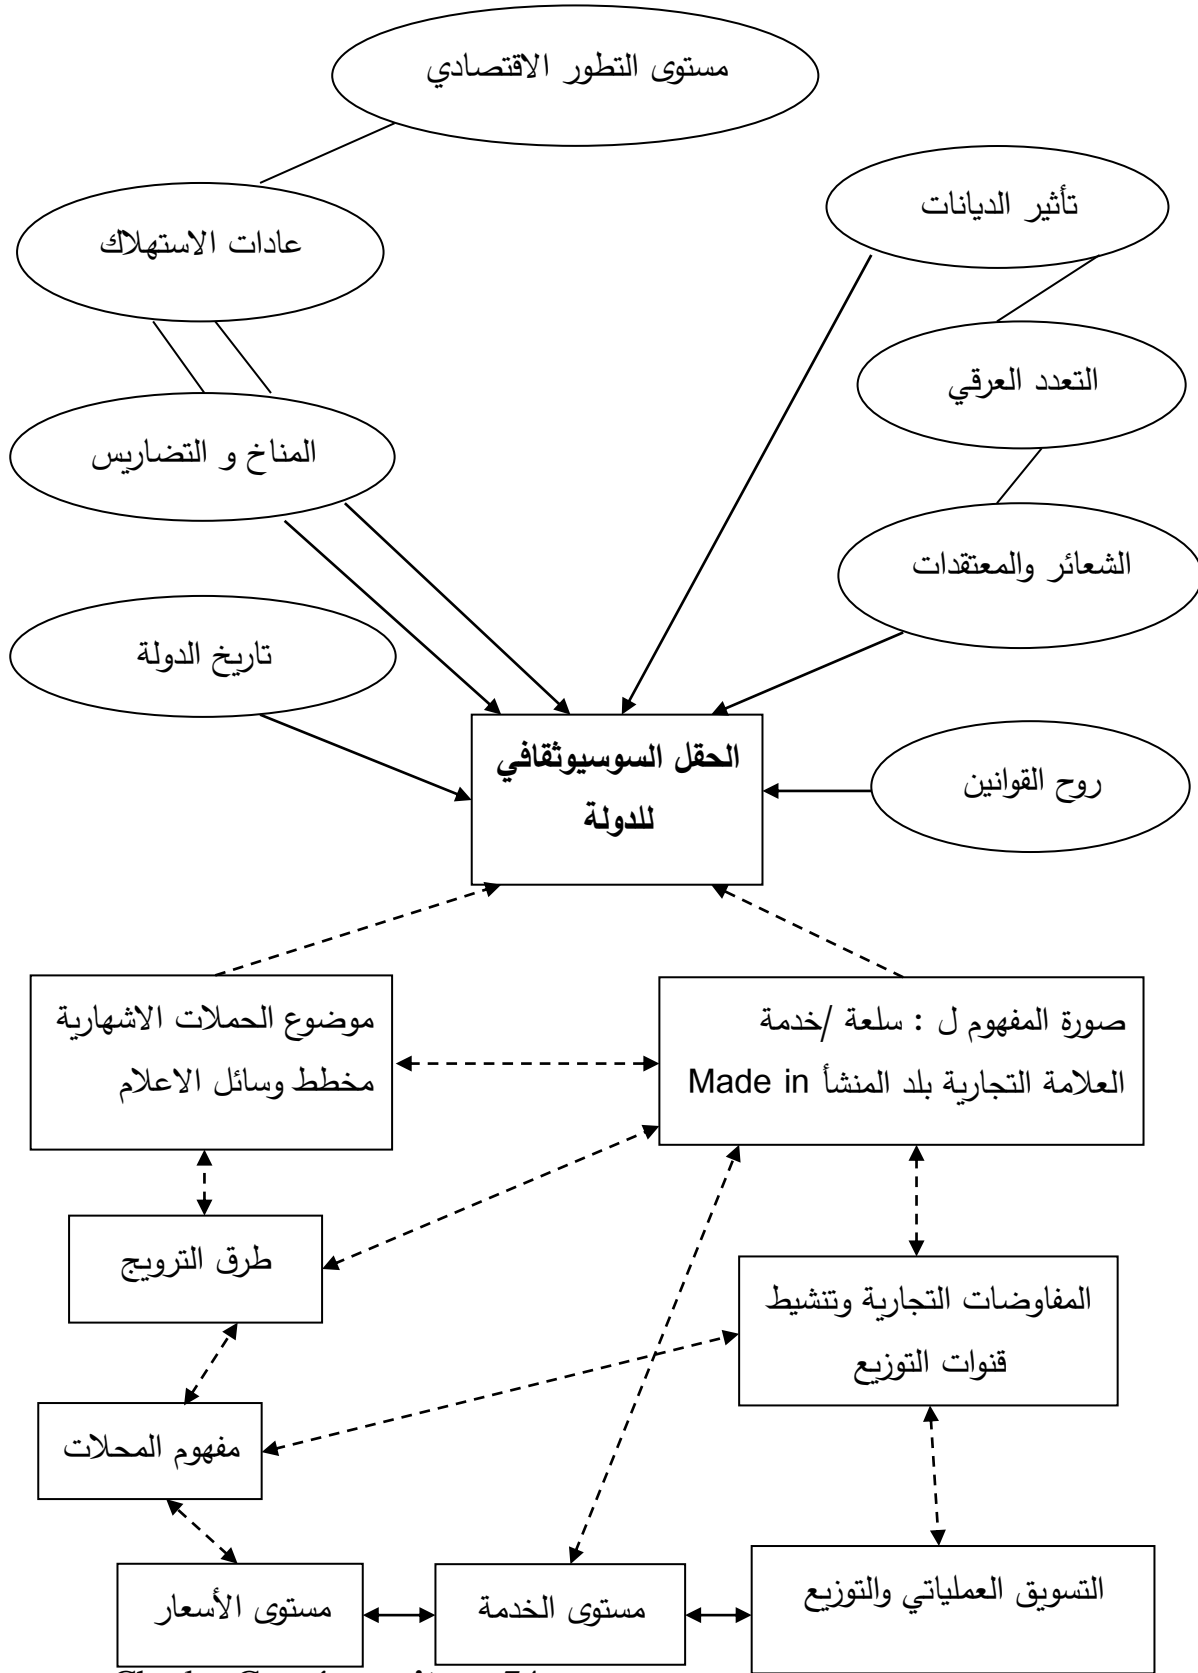 مستوى التطور الاقتصادي
تأثير الديانات
عادات الاستهلاك
التعدد العرقي
المناخ و التضاريس
الشعائر والمعتقدات
تاريخ الدولة
الحقل السوسيوثقافي
للدولة
روح القوانين
صورة المفهوم ل : سلعة /خدمة
العلامة التجارية بلد المنشأ Made in
موضوع الحملات الاشهارية
مخطط وسائل الاعلام
طرق الترويج
المفاوضات التجارية وتنشيط
قنوات التوزيع
مفهوم المحلات
التسويق العملياتي والتوزيع
مستوى الخدمة
مستوى الأسعار